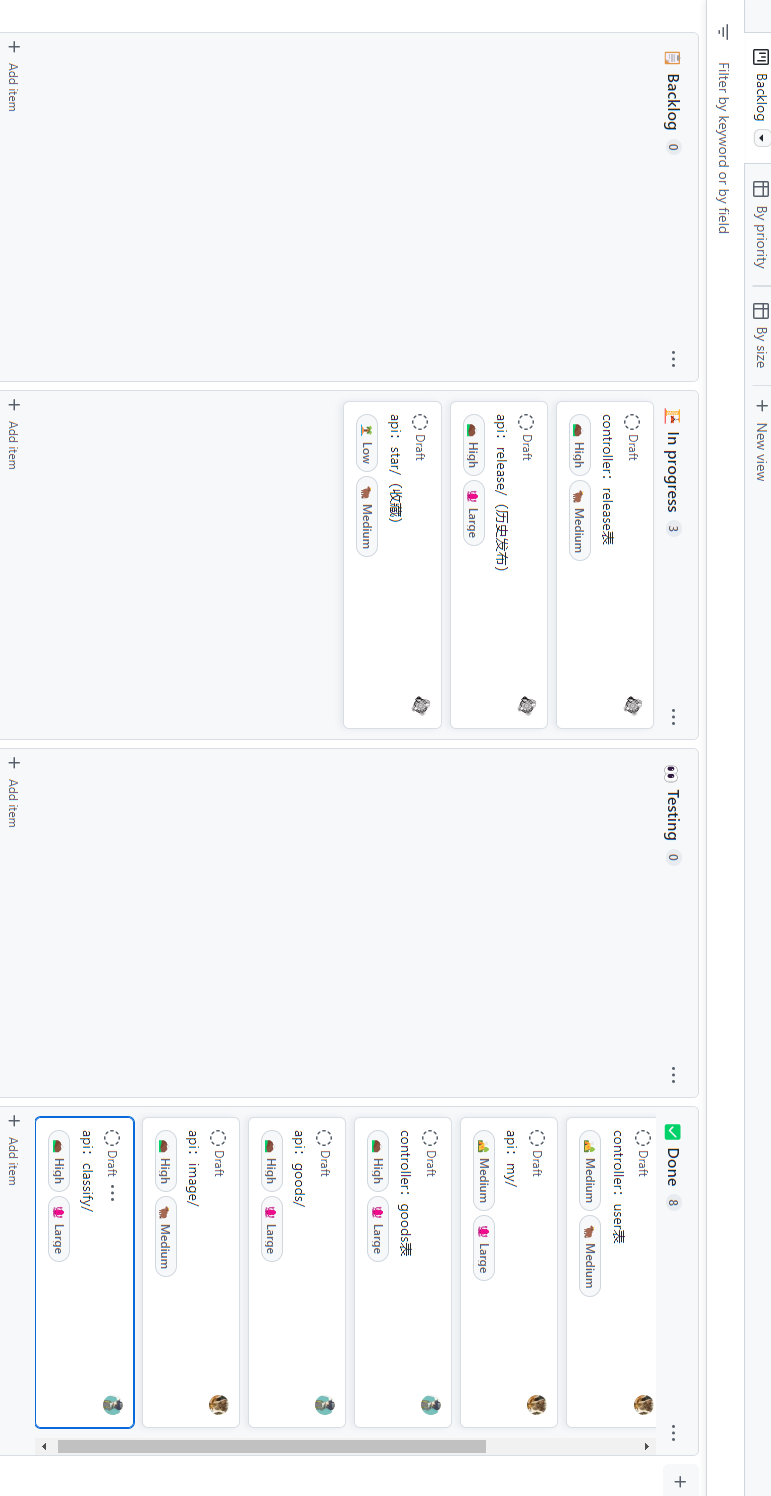 Backlog
By priority
By size
New view
Filter by keyword or by field
Backlog 0
Add item
In progress 3
Draft
controller：release表
High Medium
Draft
api：release/（历史发布）
High Large
Draft
api：star/（收藏）
Low Medium
Add item
Testing 0
Add item
Done 8
Draft
controller：user表
Medium Medium
Draft
api：my/
Medium Large
Draft
controller：goods表
High Large
Draft
api：goods/
High Large
Draft
api：image/
High Medium
Draft
api：classify/
High Large
Add item